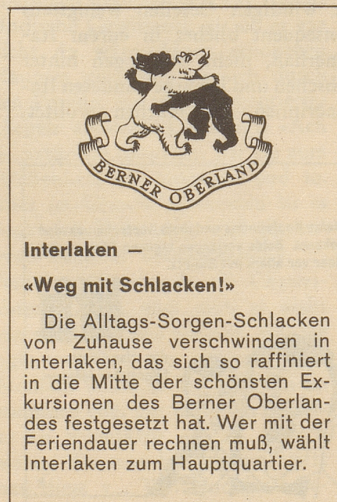 BERNER OBERLAND
Interlaken —
«Weg mit Schlacken!»
Die Alltags-Sorgen-Schlacken
von Zuhause verschwinden in
Interlaken, das sich so raffiniert
in die Mitte der schönsten Ex-
kursionen des Berner Oberlan-
des festgesetzt hat. Wer mit der
Feriendauer rechnen muß, wählt
Interlaken zum Hauptquartier.